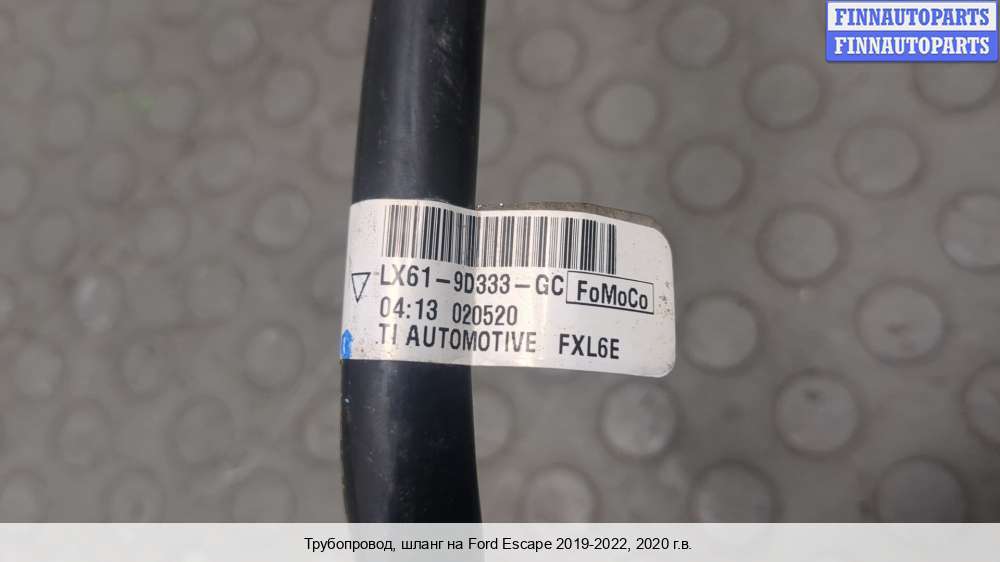 FINNAUTOPARTS
FINNAUTOPARTS
LX61-9D333-GC FoMoCo
04:13 020520
TI AUTOMOTIVE FXL6E
Трубопровод, шланг на Ford Escape 2019-2022, 2020 г.в.